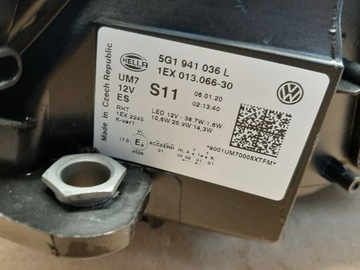 HELLA
5G1 941 036 L
1EX 013.066-30
Made in Czech Republic
UM7
12V
ES
S11
06.01.20
02:13:40
RHT
1EX 2245
LED 12V - 38.7W/1,6W
10,6W 25,9W 14,3W
*9001UM70005XTFM*